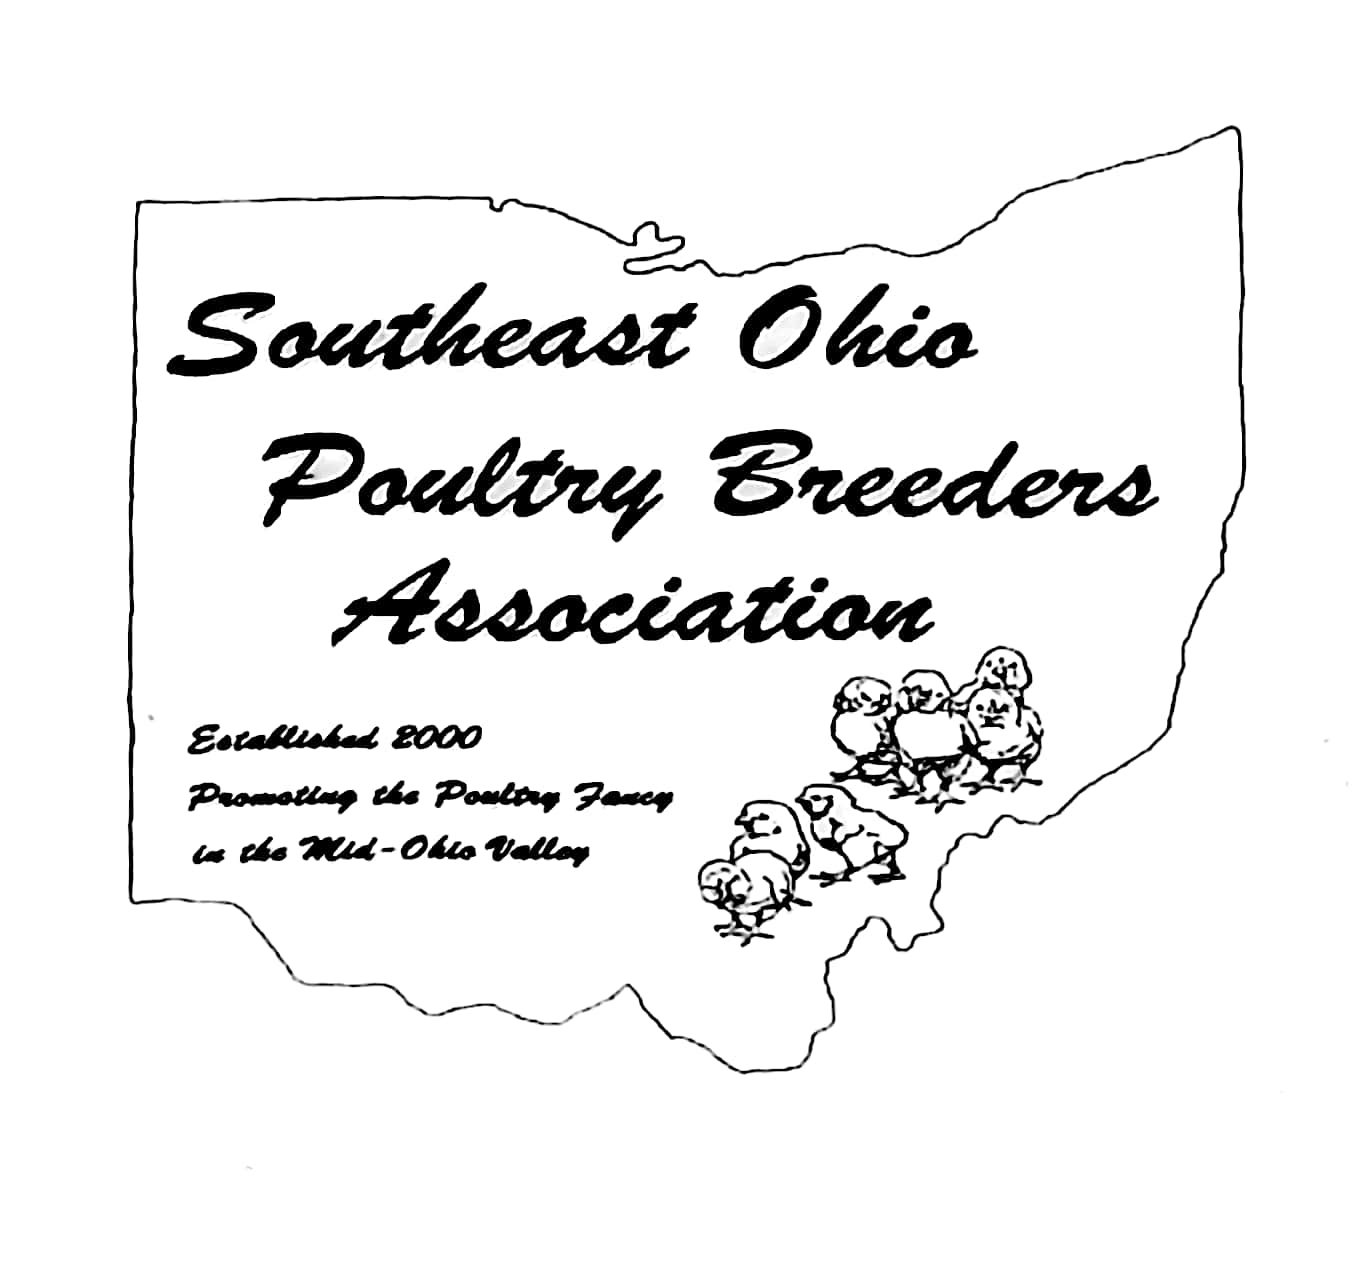 Southeast Ohio
Poultry Breeders
Association
Established 2000
Promoting the Poultry Fancy
in the Mid-Ohio Valley